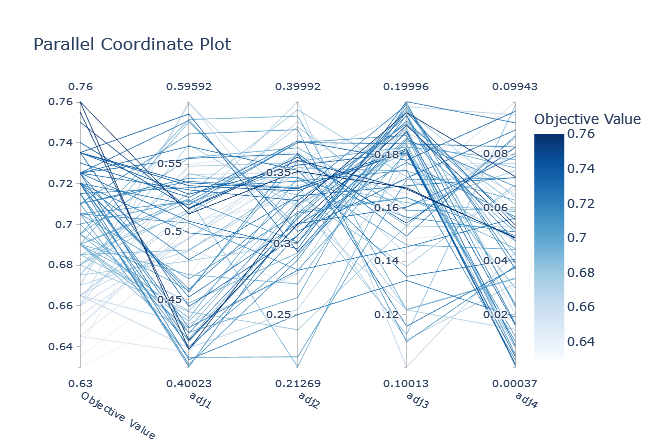 Parallel Coordinate Plot
0.76 0.59592 0.39992 0.19996 0.09943
Objective Value
0.76 0.76
0.74 0.55 0.35 0.18 0.08 0.74
0.72 0.72
0.7 0.5 0.3 0.16 0.06 0.7
0.68 0.14 0.04 0.68
0.66 0.45 0.25 0.12 0.02 0.66
0.64 0.64
0.63 0.40023 0.21269 0.10013 0.00037
Objective Value adj1 adj2 adj3 adj4